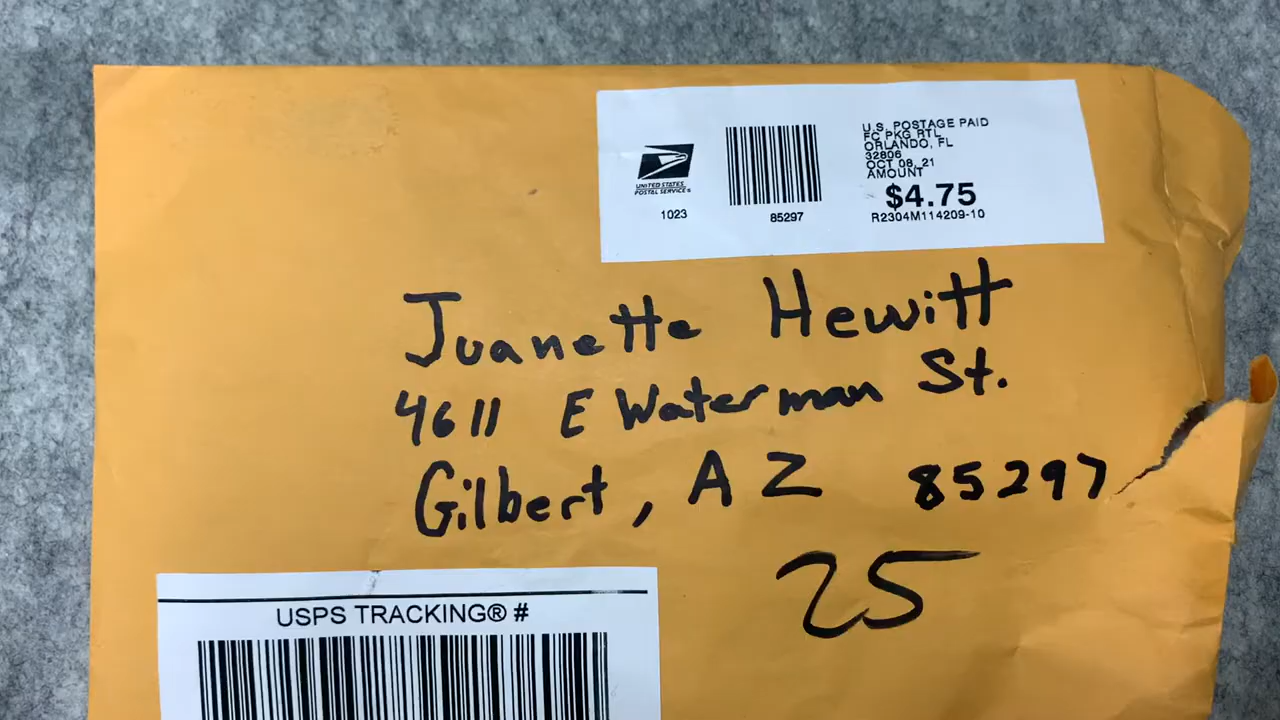 U.S. POSTAGE PAID
FC PKG RTL
ORLANDO, FL
32806
OCT 08, 21
AMOUNT
$4.75
R2304M114209-10
UNITED STATES
POSTAL SERVICE®
1023
85297
Juanette Hewitt
4611 E Waterman St.
Gilbert, AZ 85297
25
USPS TRACKING® #